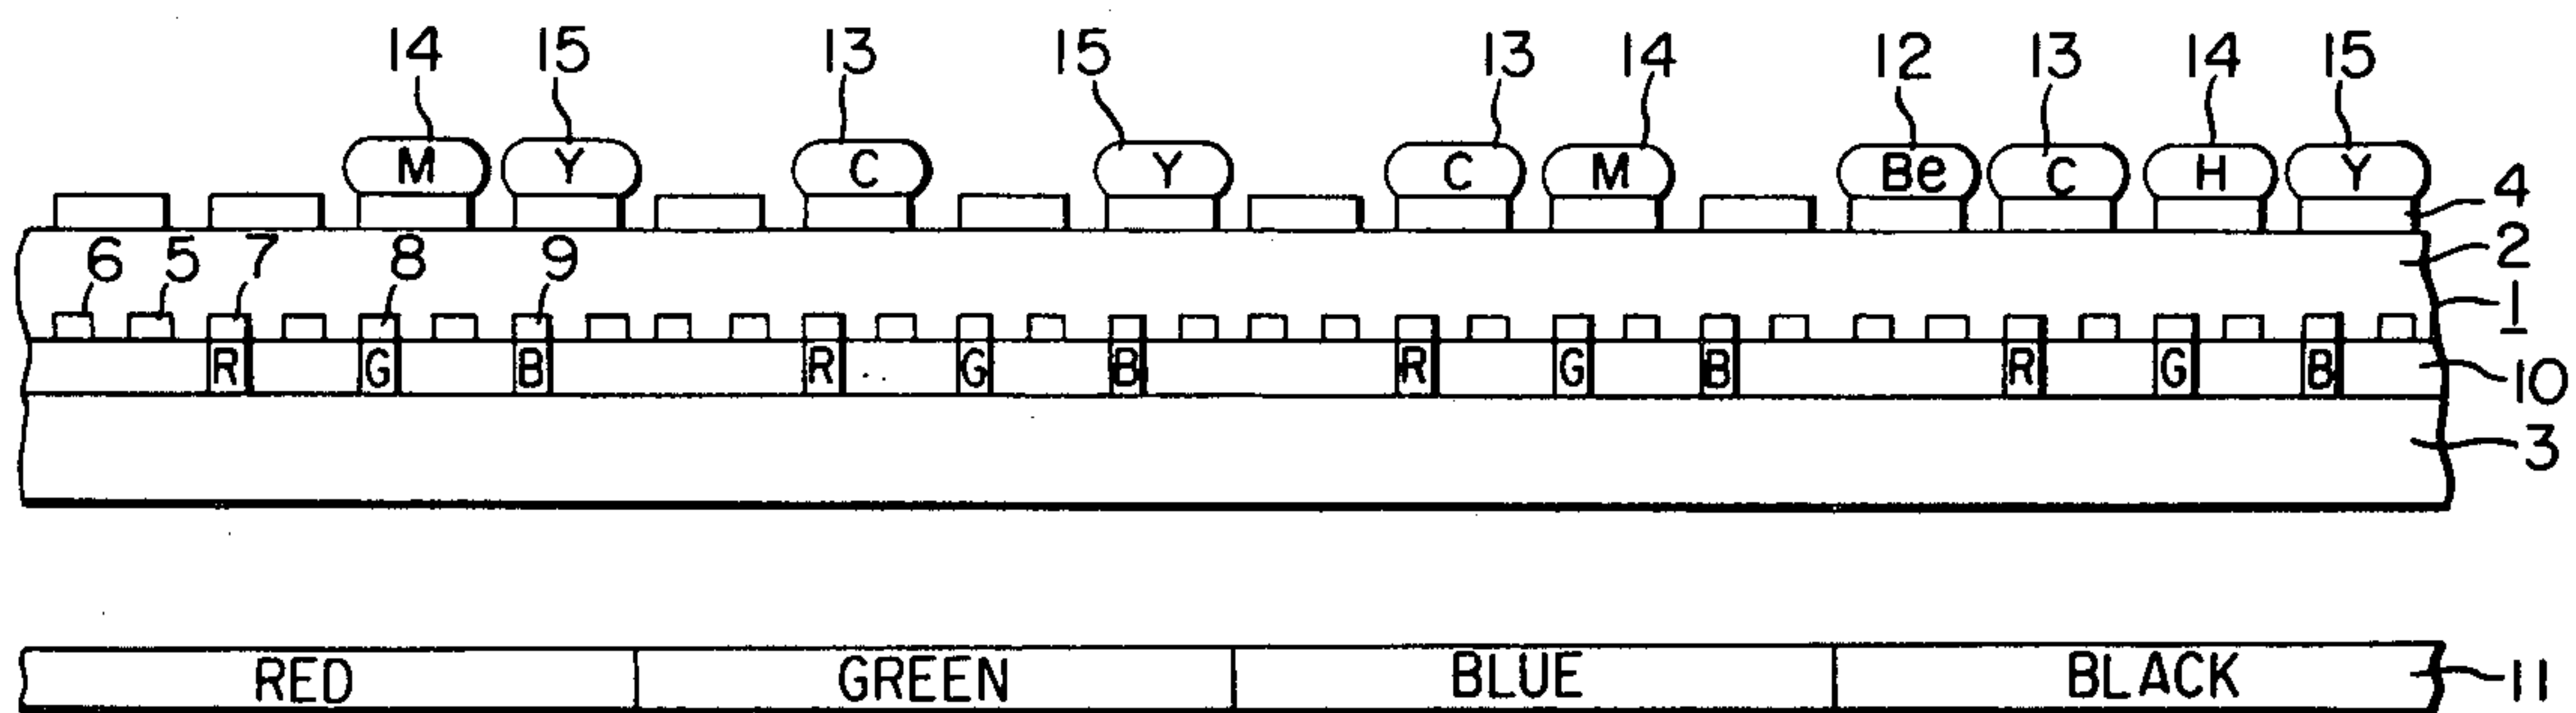 14 15 13 15 13 14 12 13 14 15
M Y C Y C M Be C H Y
4
6 5 7 8 9 2
1
R G B R G B R G B R G B 10
3
RED GREEN BLUE BLACK 11